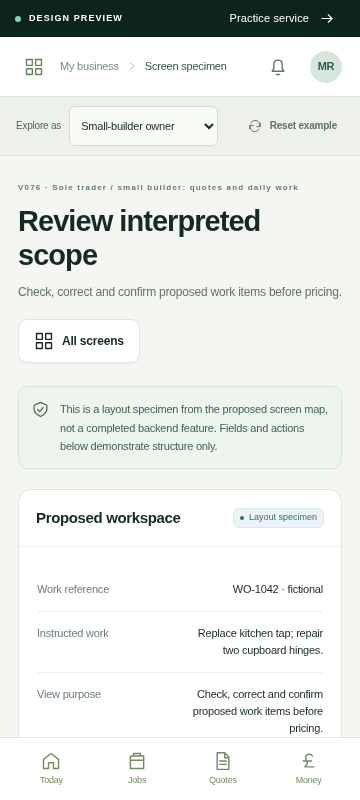 DESIGN PREVIEW
Practice service
My business
Screen specimen
MR
Explore as
Small-builder owner
Reset example
V076 · Sole trader / small builder: quotes and daily work
Review interpreted
scope
Check, correct and confirm proposed work items before pricing.
All screens
This is a layout specimen from the proposed screen map,
not a completed backend feature. Fields and actions
below demonstrate structure only.
Proposed workspace
Layout specimen
Work reference
WO-1042 · fictional
Instructed work
Replace kitchen tap; repair
two cupboard hinges.
View purpose
Check, correct and confirm
proposed work items before
pricing.
Today
Jobs
Quotes
Money